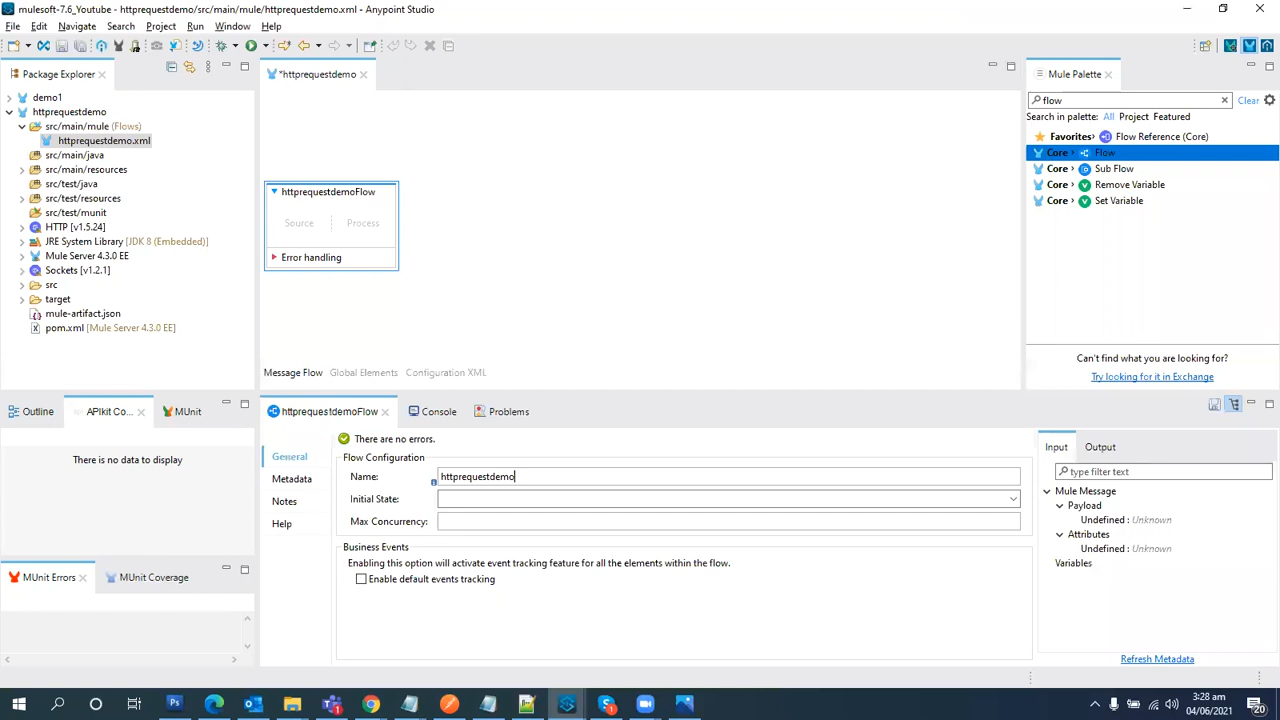 mulesoft-7.6_Youtube - httprequestdemo/src/main/mule/httprequestdemo.xml - Anypoint Studio
File Edit Navigate Search Project Run Window Help
Package Explorer
demo1
httprequestdemo
src/main/mule (Flows)
httprequestdemo.xml
src/main/java
src/main/resources
src/test/java
src/test/resources
src/test/munit
HTTP [v1.5.24]
JRE System Library [JDK 8 (Embedded)]
Mule Server 4.3.0 EE
Sockets [v1.2.1]
src
target
mule-artifact.json
pom.xml [Mule Server 4.3.0 EE]
*httprequestdemo
httprequestdemoFlow
Source Process
Error handling
Message Flow Global Elements Configuration XML
Mule Palette
flow Clear
Search in palette: All Project Featured
Favorites> Flow Reference (Core)
Core > Flow
Core > Sub Flow
Core > Remove Variable
Core > Set Variable
Can't find what you are looking for?
Try looking for it in Exchange
Outline APIkit Co... MUnit
There is no data to display
MUnit Errors MUnit Coverage
httprequestdemoFlow Console Problems
There are no errors.
General
Metadata
Notes
Help
Flow Configuration
Name: httprequestdemo
Initial State:
Max Concurrency:
Business Events
Enabling this option will activate event tracking feature for all the elements within the flow.
Enable default events tracking
Input Output
type filter text
Mule Message
Payload
Undefined : Unknown
Attributes
Undefined : Unknown
Variables
Refresh Metadata
3:28 am
04/06/2021
20